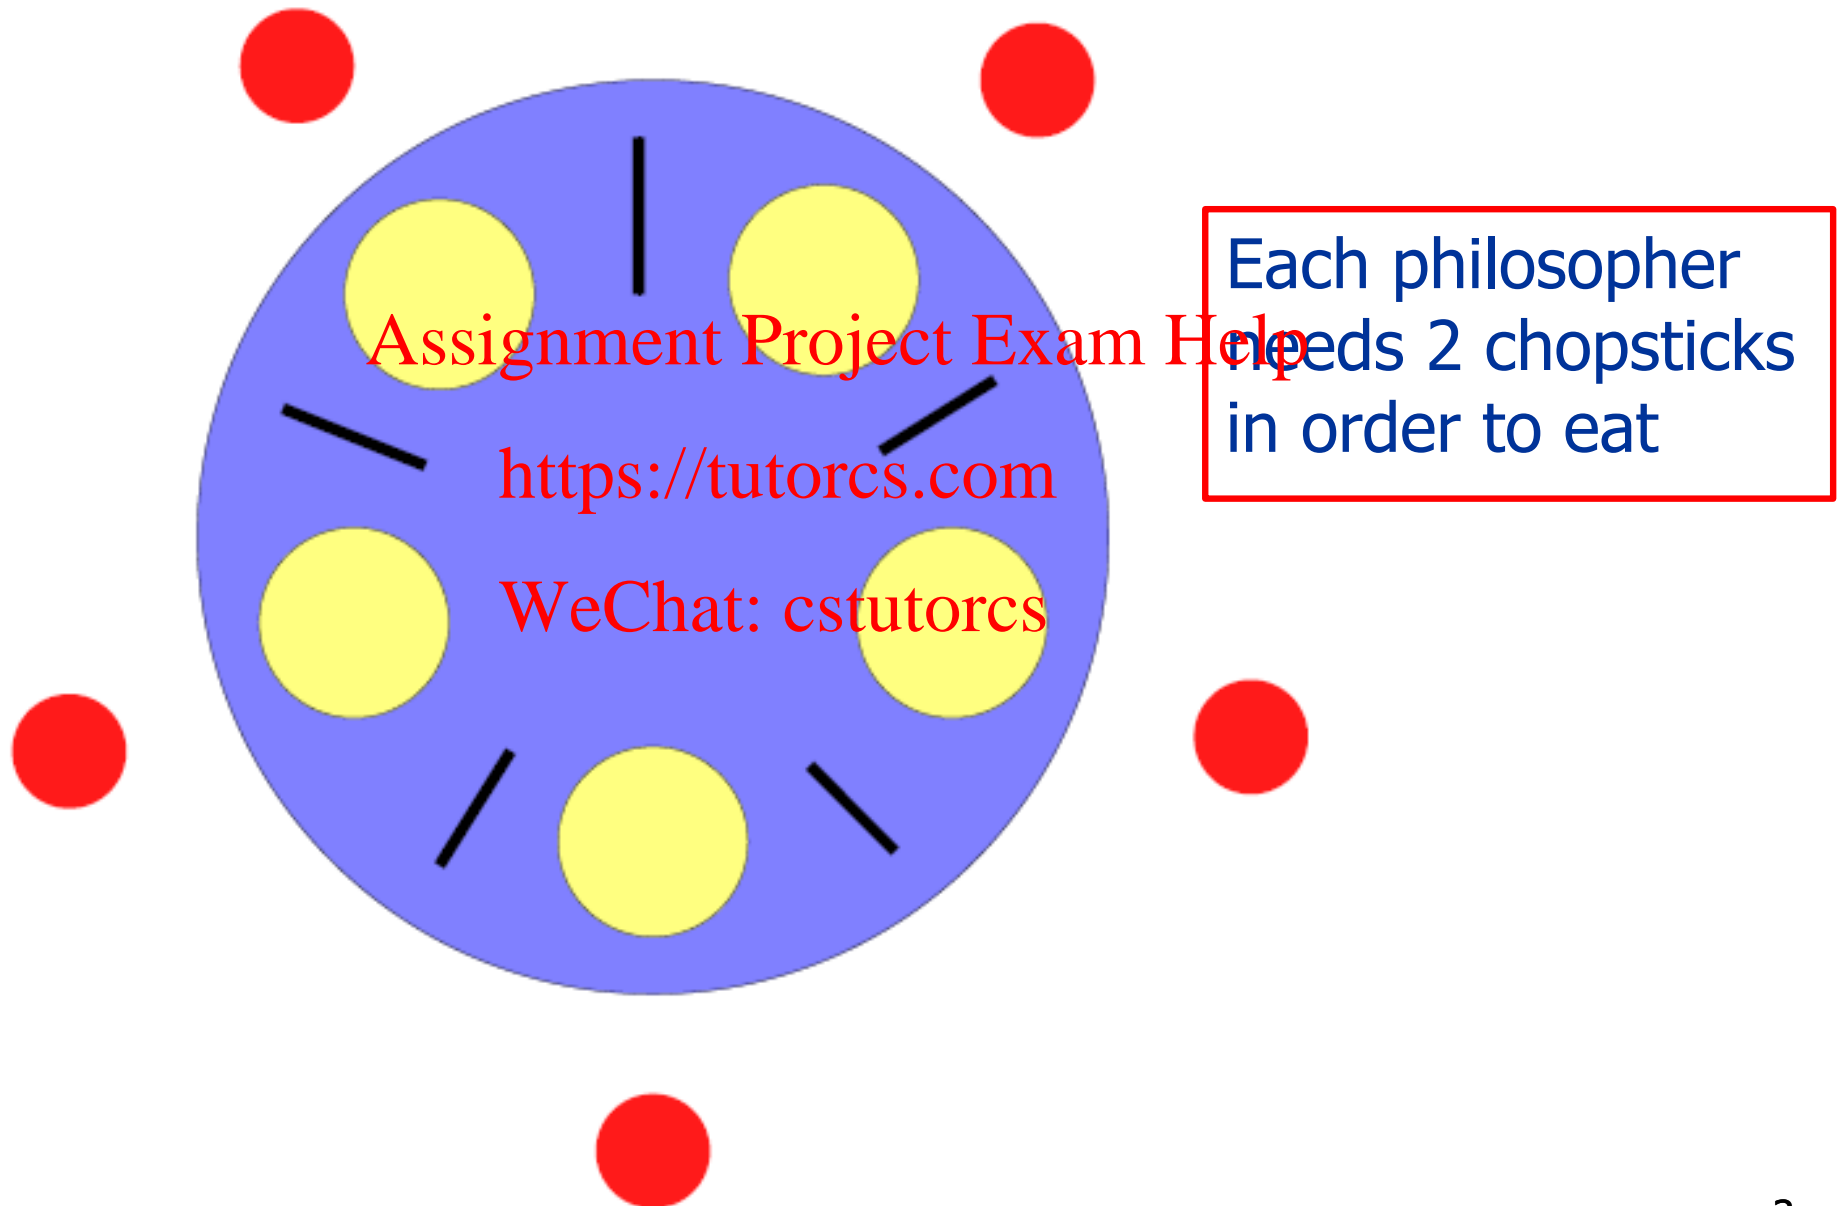 Each philosopher
needs 2 chopsticks
in order to eat
Assignment Project Exam Help
https://tutorcs.com
WeChat: cstutorcs